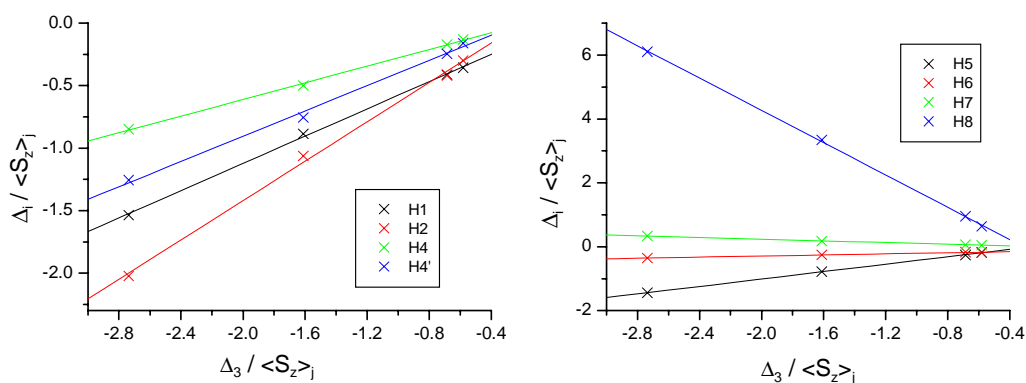 0.0
-0.5
-1.0
-1.5
-2.0
Δi / <Sz>j
-2.8 -2.4 -2.0 -1.6 -1.2 -0.8 -0.4
Δ3 / <Sz>j
H1
H2
H4
H4'
6
4
2
0
-2
Δi / <Sz>j
-2.8 -2.4 -2.0 -1.6 -1.2 -0.8 -0.4
Δ3 / <Sz>j
H5
H6
H7
H8